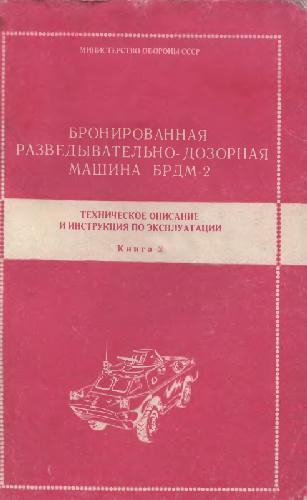 МИНИСТЕРСТВО ОБОРОНЫ СССР
БРОНИРОВАННАЯ
РАЗВЕДЫВАТЕЛЬНО-ДОЗОРНАЯ
МАШИНА БРДМ-2
ТЕХНИЧЕСКОЕ ОПИСАНИЕ
И ИНСТРУКЦИЯ ПО ЭКСПЛУАТАЦИИ
Книга 2